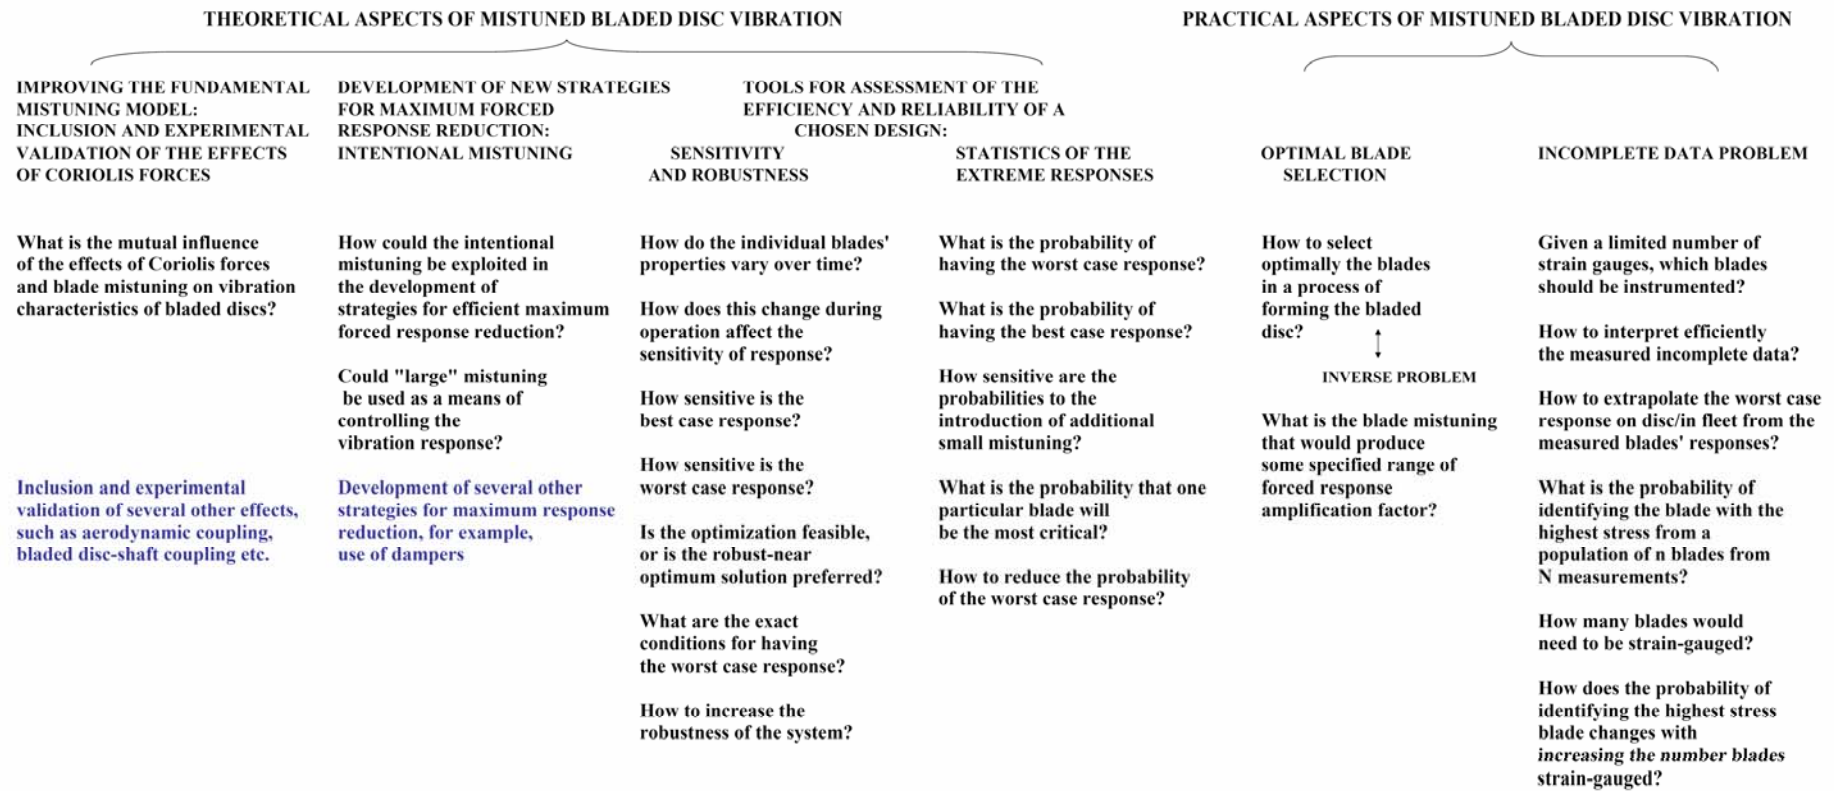 THEORETICAL ASPECTS OF MISTUNED BLADED DISC VIBRATION
PRACTICAL ASPECTS OF MISTUNED BLADED DISC VIBRATION
IMPROVING THE FUNDAMENTAL
MISTUNING MODEL:
INCLUSION AND EXPERIMENTAL
VALIDATION OF THE EFFECTS
OF CORIOLIS FORCES
What is the mutual influence
of the effects of Coriolis forces
and blade mistuning on vibration
characteristics of bladed discs?
Inclusion and experimental
validation of several other effects,
such as aerodynamic coupling,
bladed disc-shaft coupling etc.
DEVELOPMENT OF NEW STRATEGIES
FOR MAXIMUM FORCED
RESPONSE REDUCTION:
INTENTIONAL MISTUNING
How could the intentional
mistuning be exploited in
the development of
strategies for efficient maximum
forced response reduction?
Could "large" mistuning
be used as a means of
controlling the
vibration response?
Development of several other
strategies for maximum response
reduction, for example,
use of dampers
TOOLS FOR ASSESSMENT OF THE
EFFICIENCY AND RELIABILITY OF A
CHOSEN DESIGN:
SENSITIVITY
AND ROBUSTNESS
How do the individual blades'
properties vary over time?
How does this change during
operation affect the
sensitivity of response?
How sensitive is the
best case response?
How sensitive is the
worst case response?
Is the optimization feasible,
or is the robust-near
optimum solution preferred?
What are the exact
conditions for having
the worst case response?
How to increase the
robustness of the system?
STATISTICS OF THE
EXTREME RESPONSES
What is the probability of
having the worst case response?
What is the probability of
having the best case response?
How sensitive are the
probabilities to the
introduction of additional
small mistuning?
What is the probability that one
particular blade will
be the most critical?
How to reduce the probability
of the worst case response?
OPTIMAL BLADE
SELECTION
How to select
optimally the blades
in a process of
forming the bladed
disc?
INVERSE PROBLEM
What is the blade mistuning
that would produce
some specified range of
forced response
amplification factor?
INCOMPLETE DATA PROBLEM
Given a limited number of
strain gauges, which blades
should be instrumented?
How to interpret efficiently
the measured incomplete data?
How to extrapolate the worst case
response on disc/in fleet from the
measured blades' responses?
What is the probability of
identifying the blade with the
highest stress from a
population of n blades from
N measurements?
How many blades would
need to be strain-gauged?
How does the probability of
identifying the highest stress
blade changes with
increasing the number blades
strain-gauged?